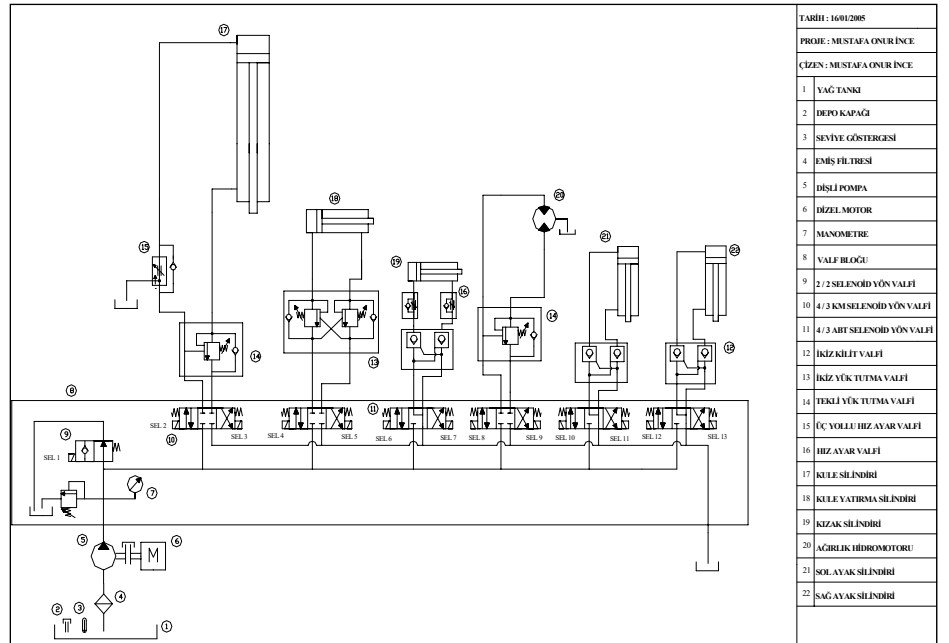 TARİH : 16/01/2005
PROJE : MUSTAFA ONUR İNCE
ÇİZEN : MUSTAFA ONUR İNCE
1 YAĞ TANKI
2 DEPO KAPAĞI
3 SEVİYE GÖSTERGESİ
4 EMİŞ FİLTRESİ
5 DİŞLİ POMPA
6 DİZEL MOTOR
7 MANOMETRE
8 VALF BLOĞU
9 2 / 2 SELENOİD YÖN VALFİ
10 4 / 3 KM SELENOİD YÖN VALFİ
11 4 / 3 ABT SELENOİD YÖN VALFİ
12 İKİZ KİLİT VALFİ
13 İKİZ YÜK TUTMA VALFİ
14 TEKLİ YÜK TUTMA VALFİ
15 ÜÇ YOLLU HIZ AYAR VALFİ
16 HIZ AYAR VALFİ
17 KULE SİLİNDİRİ
18 KULE YATIRMA SİLİNDİRİ
19 KIZAK SİLİNDİRİ
20 AĞIRLIK HİDROMOTORU
21 SOL AYAK SİLİNDİRİ
22 SAĞ AYAK SİLİNDİRİ
17
18
20
21
22
19
15
16
14
13
14
12
8
11
SEL 2
10
SEL 3
SEL 4
SEL 5
SEL 6
SEL 7
SEL 8
SEL 9
SEL 10
SEL 11
SEL 12
SEL 13
9
SEL 1
7
5
M
6
4
2
3
1